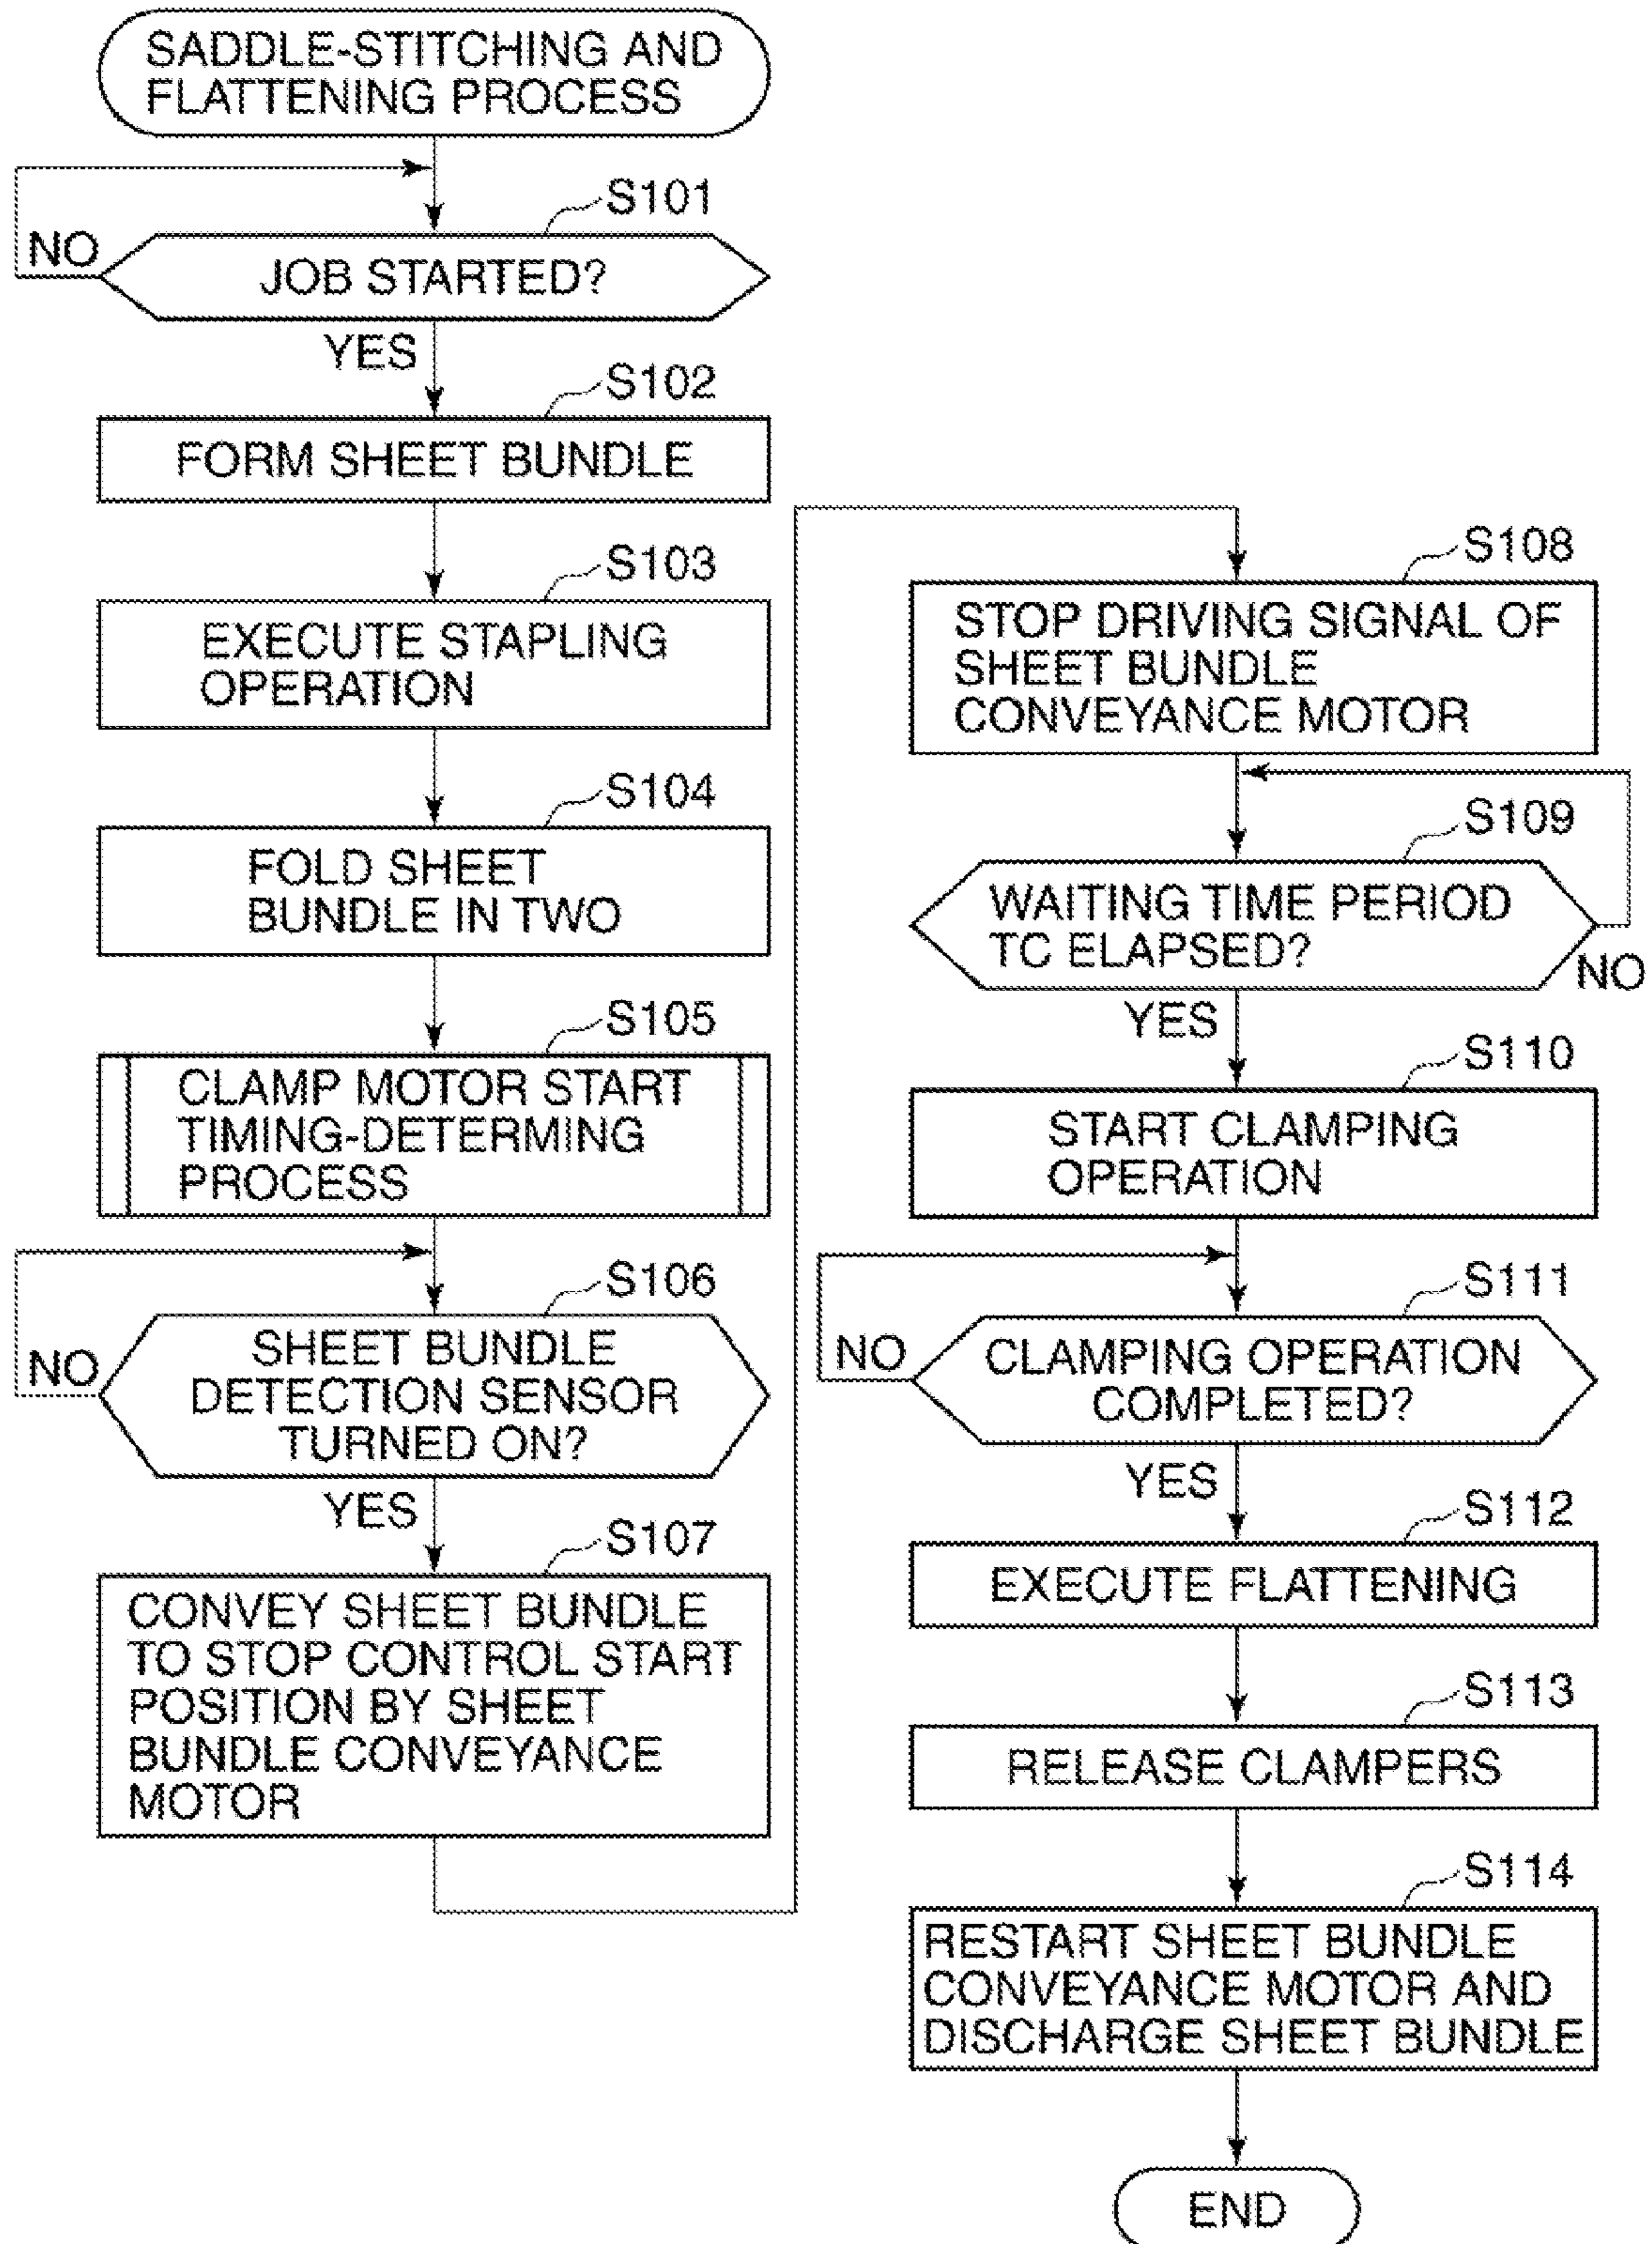 SADDLE-STITCHING AND
FLATTENING PROCESS
S101
NO
JOB STARTED?
YES
S102
FORM SHEET BUNDLE
S103
EXECUTE STAPLING
OPERATION
S104
FOLD SHEET
BUNDLE IN TWO
S105
CLAMP MOTOR START
TIMING-DETERMING
PROCESS
S106
NO
SHEET BUNDLE
DETECTION SENSOR
TURNED ON?
YES
S107
CONVEY SHEET BUNDLE
TO STOP CONTROL START
POSITION BY SHEET
BUNDLE CONVEYANCE
MOTOR
S108
STOP DRIVING SIGNAL OF
SHEET BUNDLE
CONVEYANCE MOTOR
S109
WAITING TIME PERIOD
TC ELAPSED?
NO
YES
S110
START CLAMPING
OPERATION
S111
NO
CLAMPING OPERATION
COMPLETED?
YES
S112
EXECUTE FLATTENING
S113
RELEASE CLAMPERS
S114
RESTART SHEET BUNDLE
CONVEYANCE MOTOR AND
DISCHARGE SHEET BUNDLE
END